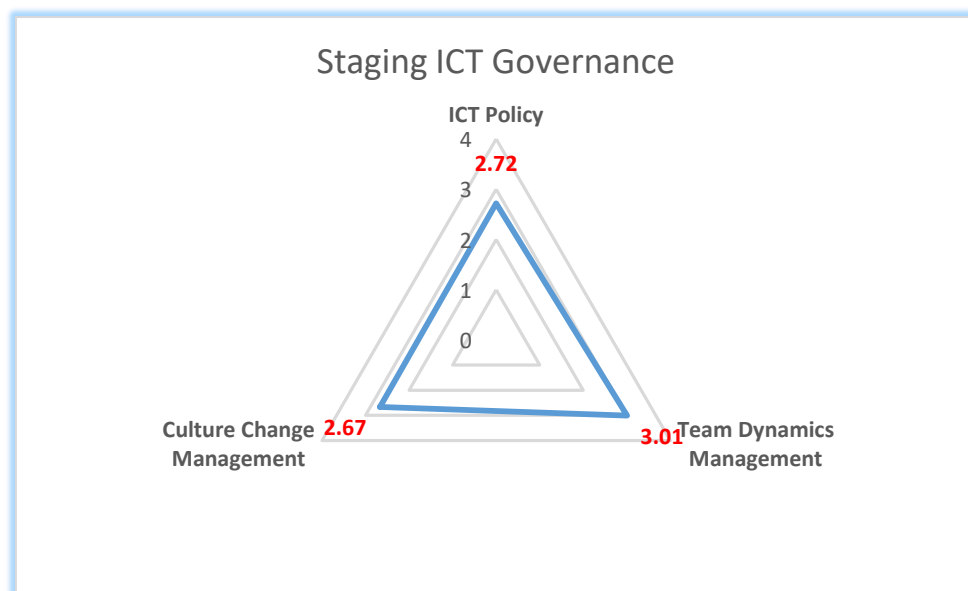 Staging ICT Governance
ICT Policy
4
2.72
3
2
1
0
Culture Change
Management
2.67
3.01
Team Dynamics
Management